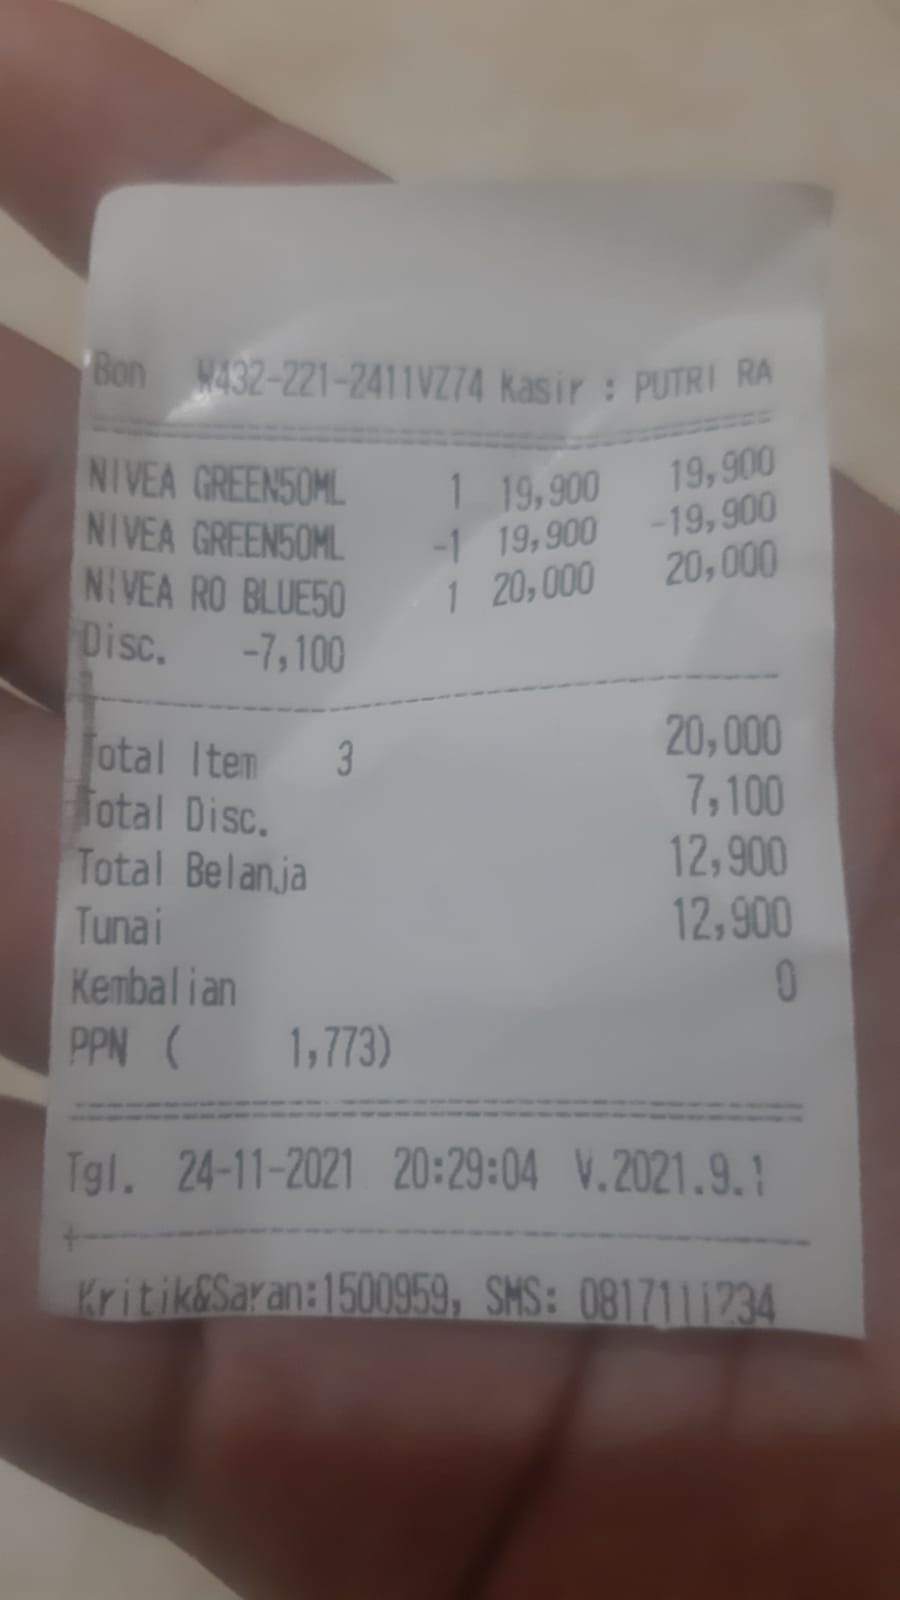 Bon W432-221-2411VZ74 Kasir : PUTRI RA
NIVEA GREEN50ML 1 19,900 19,900
NIVEA GREEN50ML -1 19,900 -19,900
NIVEA RO BLUE50 1 20,000 20,000
Disc. -7,100
Total Item 3 20,000
Total Disc. 7,100
Total Belanja 12,900
Tunai 12,900
Kembalian 0
PPN ( 1,773)
Tgl. 24-11-2021 20:29:04 V.2021.9.1
Kritik&Saran:1500959, SMS: 0817111234